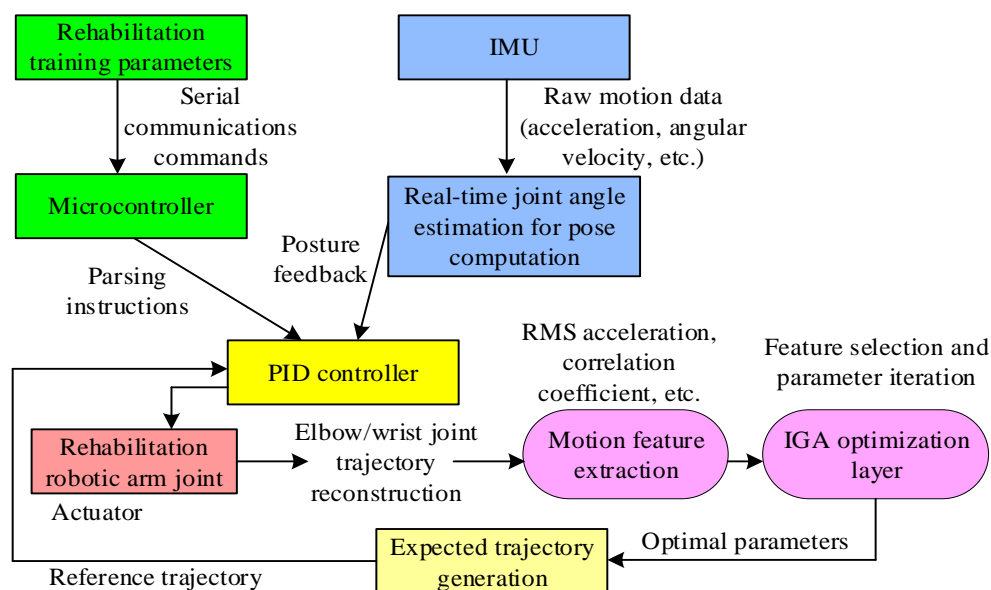 Rehabilitation
training parameters
IMU
Serial
communications
commands
Raw motion data
(acceleration, angular
velocity, etc.)
Microcontroller
Real-time joint angle
estimation for pose
computation
Parsing
instructions
Posture
feedback
PID controller
RMS acceleration,
correlation
coefficient, etc.
Feature selection and
parameter iteration
Rehabilitation
robotic arm joint
Actuator
Elbow/wrist joint
trajectory
reconstruction
Motion feature
extraction
IGA optimization
layer
Optimal parameters
Expected trajectory
generation
Reference trajectory